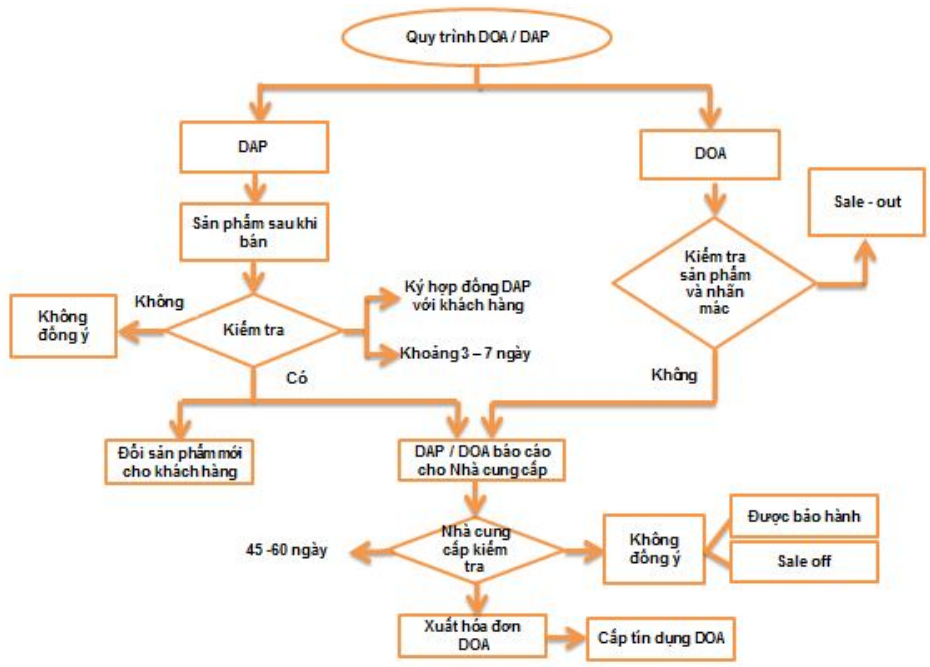 Quy trình DOA / DAP
DAP
DOA
Sản phẩm sau khi
bán
Sale - out
Kiểm tra
sản phẩm
và nhãn
mác
Không
Không
đồng ý
Kiểm tra
Ký hợp đồng DAP
với khách hàng
Khoảng 3 – 7 ngày
Có
Không
Đổi sản phẩm mới
cho khách hàng
DAP / DOA báo cáo
cho Nhà cung cấp
45 -60 ngày
Nhà cung
cấp kiểm
tra
Không
đồng ý
Được bảo hành
Sale off
Xuất hóa đơn
DOA
Cấp tín dụng DOA